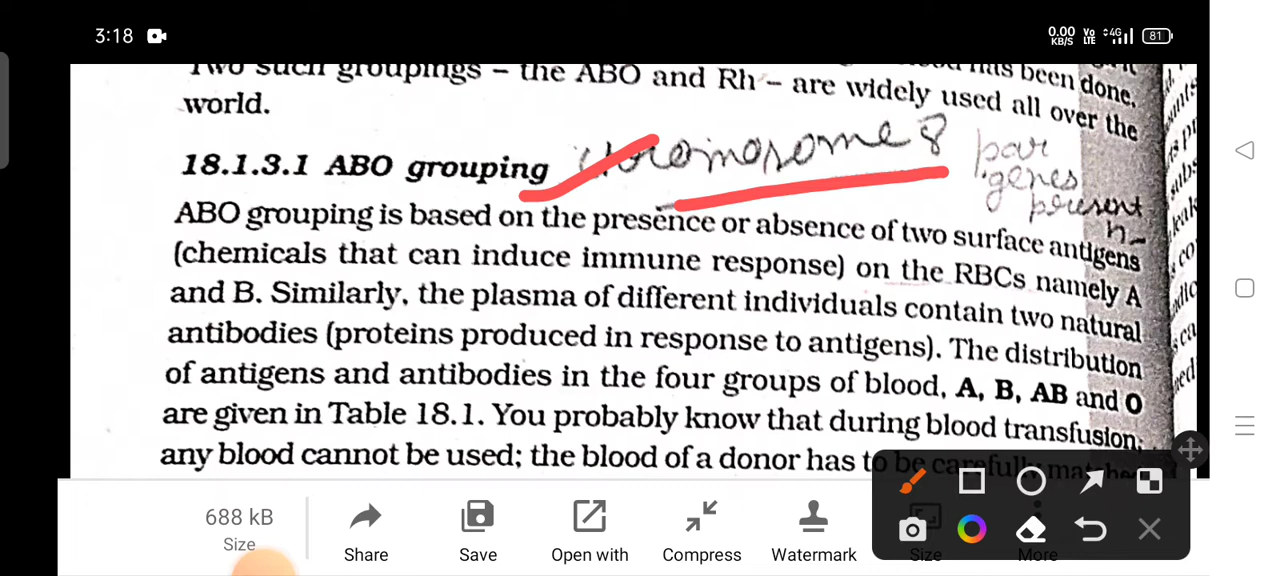 3:18
0.00 KB/S Vo LTE 4G 81
has been done.
Two such groupings – the ABO and Rh – are widely used all over the
world.
18.1.3.1 ABO grouping chromosome
par
genes
present
ABO grouping is based on the presence or absence of two surface antigens
(chemicals that can induce immune response) on the RBCs namely A
and B. Similarly, the plasma of different individuals contain two natural
antibodies (proteins produced in response to antigens). The distribution
of antigens and antibodies in the four groups of blood, A, B, AB and O
are given in Table 18.1. You probably know that during blood transfusion,
any blood cannot be used; the blood of a donor has to be carefully
688 kB
Size
Share
Save
Open with
Compress
Watermark
Size
More